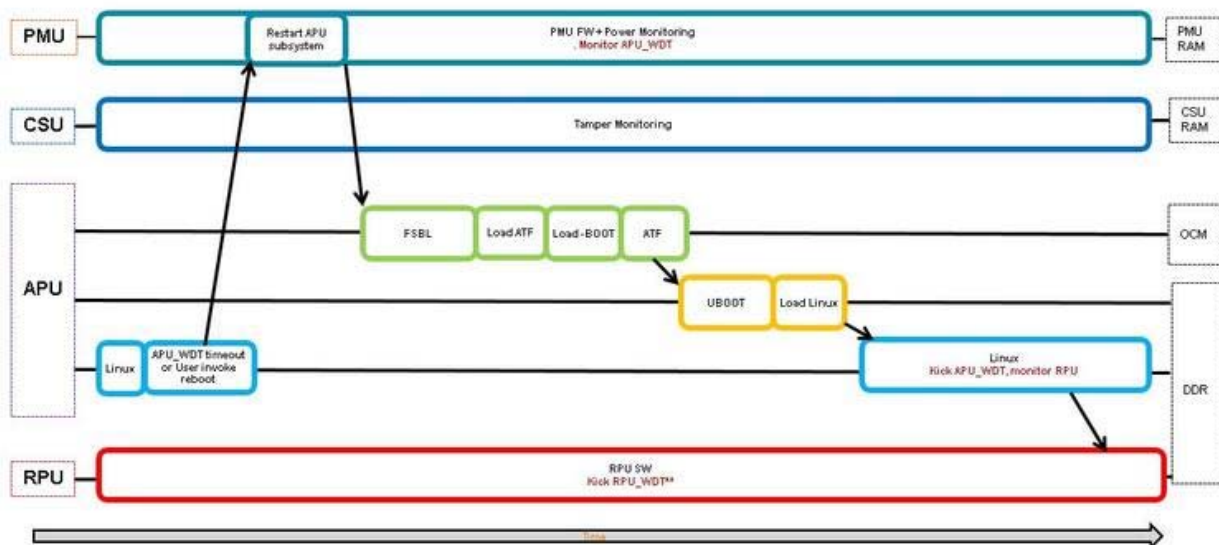 PMU
Restart APU
subsystem
PMU FW + Power Monitoring
. Monitor APU_WDT
PMU
RAM
CSU
Tamper Monitoring
CSU
RAM
APU
FSBL
Load ATF
Load -BOOT
ATF
OCM
UBOOT
Load Linux
Linux
APU_WDT timeout
or User invoke
reboot
Linux
Kick APU_WDT, monitor RPU
DDR
RPU
RPU SW
Kick RPU_WDT**
Time